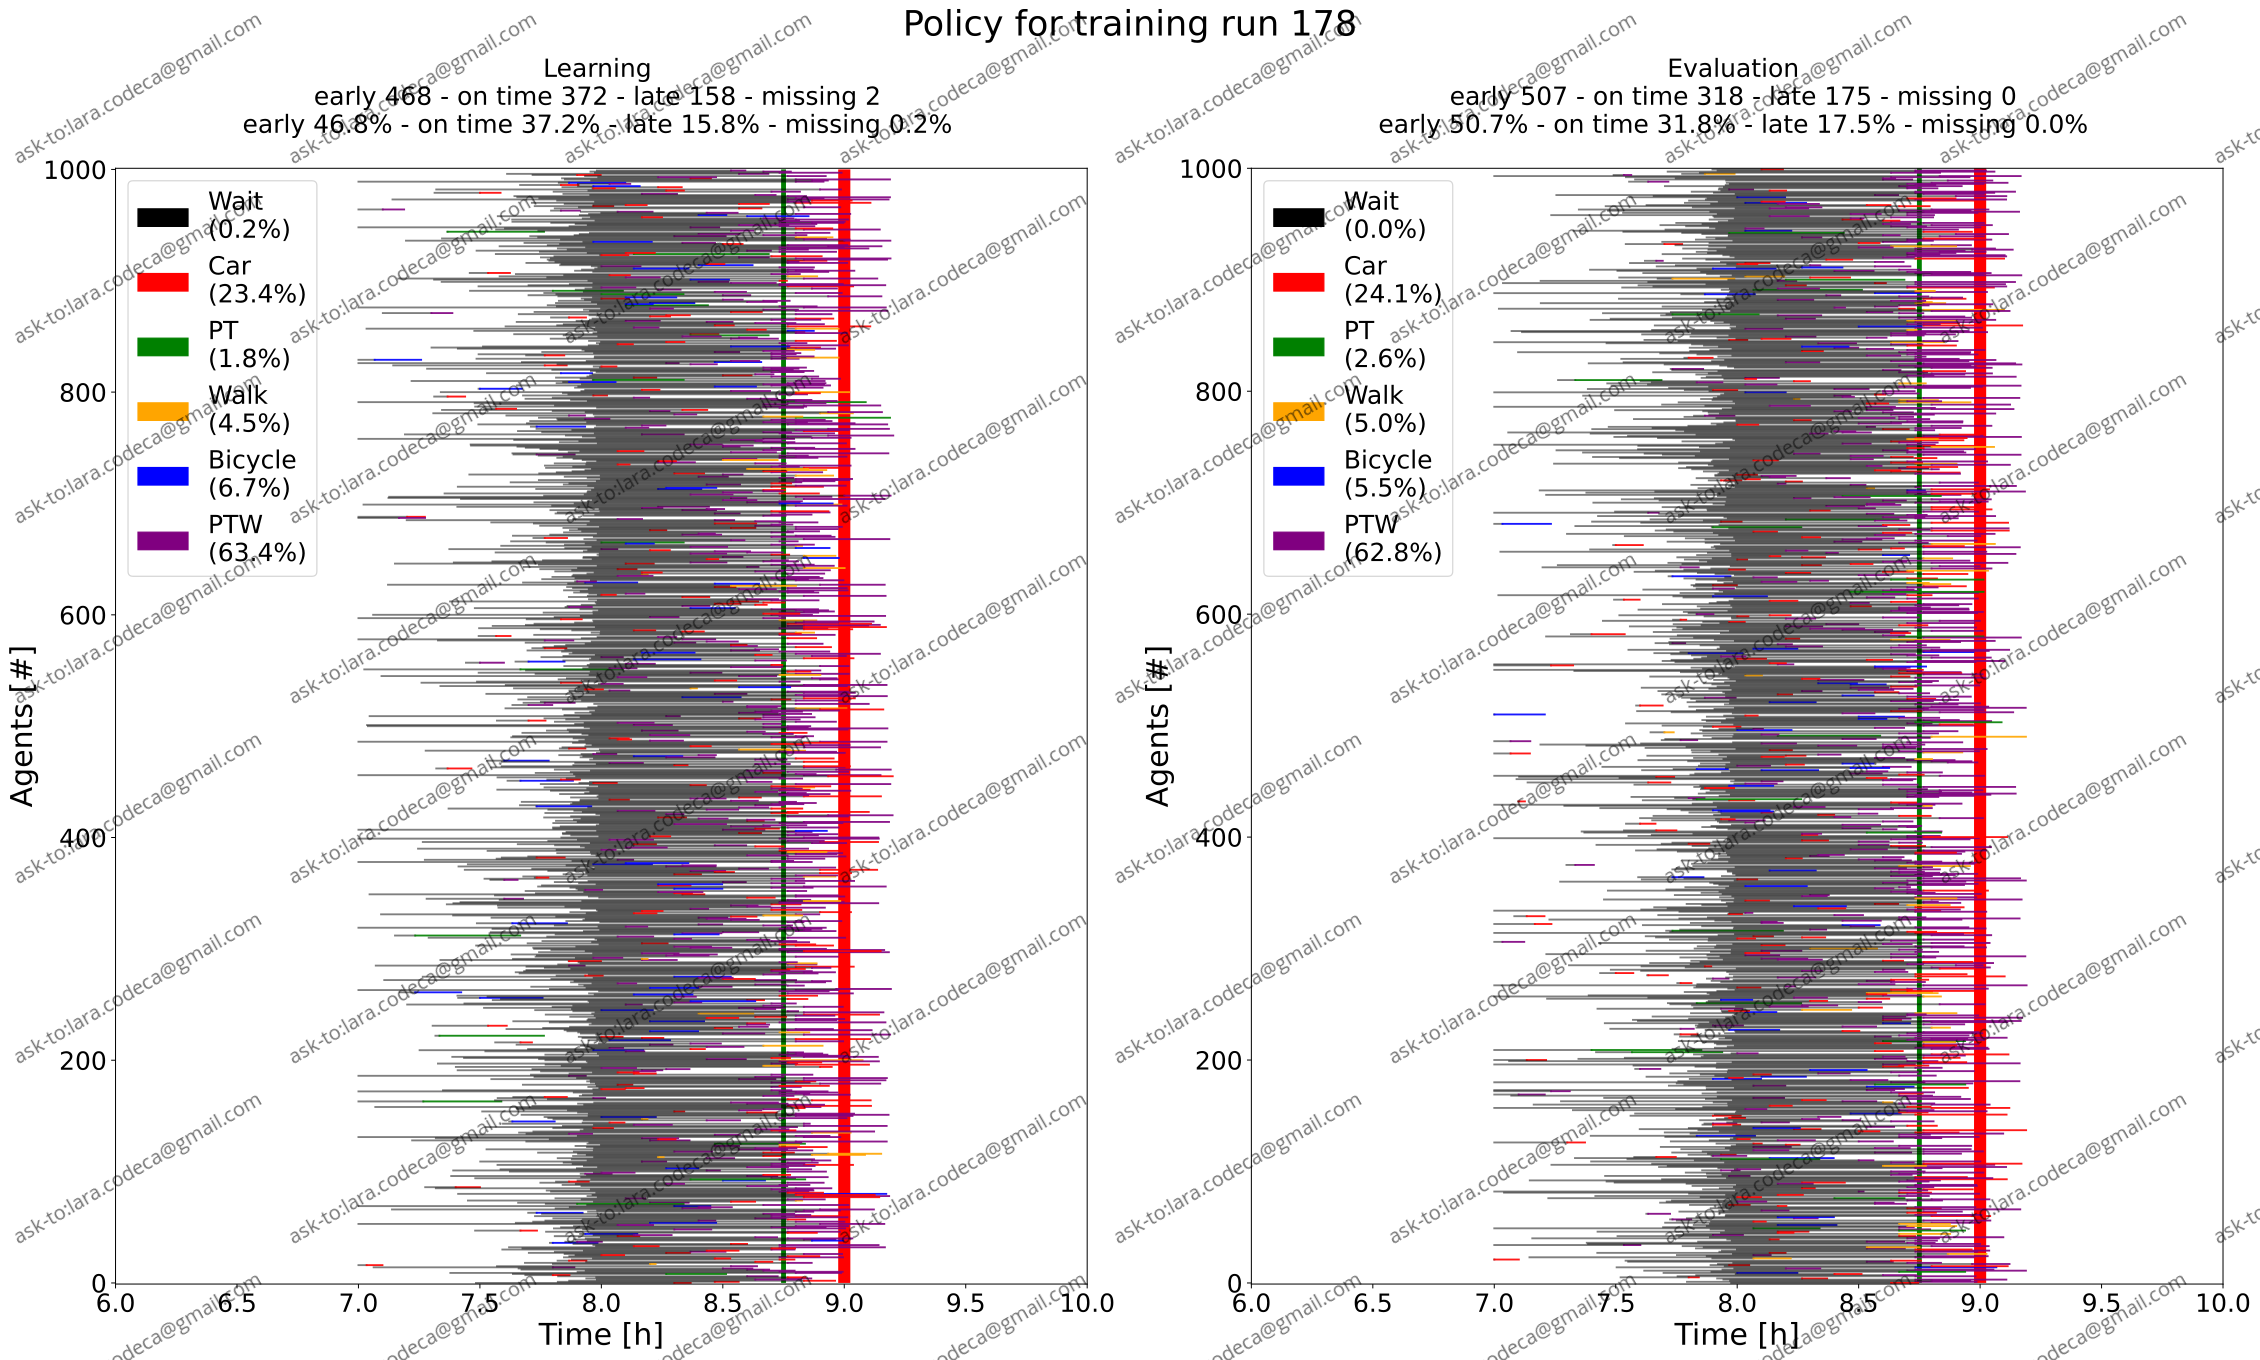 Policy for training run 178
Learning
early 468 - on time 372 - late 158 - missing 2
early 46.8% - on time 37.2% - late 15.8% - missing 0.2%
1000
800
600
400
200
0
Agents [#]
Wait
(0.2%)
Car
(23.4%)
PT
(1.8%)
Walk
(4.5%)
Bicycle
(6.7%)
PTW
(63.4%)
6.0 6.5 7.0 7.5 8.0 8.5 9.0 9.5 10.0
Time [h]
Evaluation
early 507 - on time 318 - late 175 - missing 0
early 50.7% - on time 31.8% - late 17.5% - missing 0.0%
1000
800
600
400
200
0
Agents [#]
Wait
(0.0%)
Car
(24.1%)
PT
(2.6%)
Walk
(5.0%)
Bicycle
(5.5%)
PTW
(62.8%)
6.0 6.5 7.0 7.5 8.0 8.5 9.0 9.5 10.0
Time [h]
ask-to:lara.codeca@gmail.com